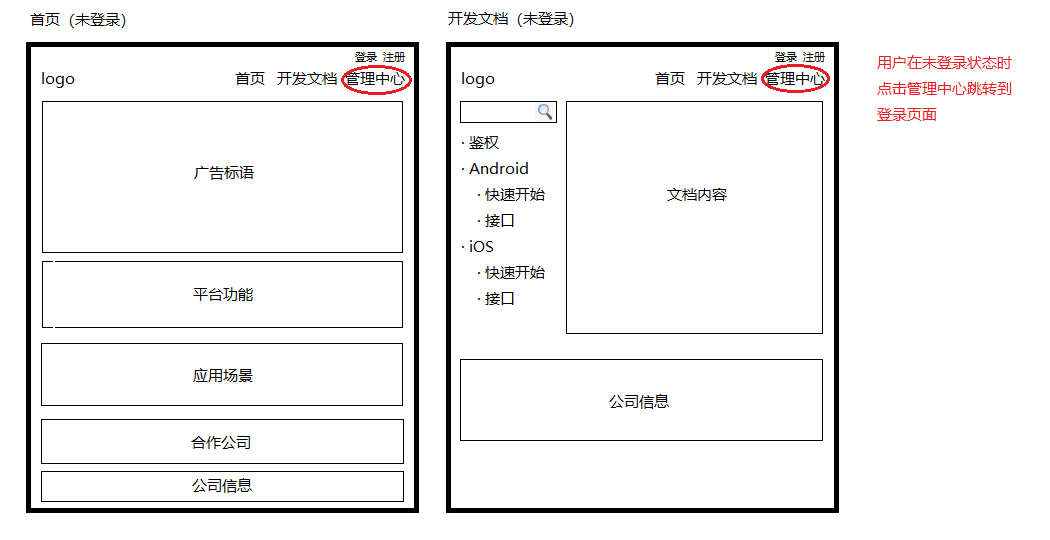 首页（未登录）
登录 注册
logo 首页 开发文档 管理中心
广告标语
平台功能
应用场景
合作公司
公司信息
开发文档（未登录）
登录 注册
logo 首页 开发文档 管理中心
· 鉴权
· Android
· 快速开始
· 接口
· iOS
· 快速开始
· 接口
文档内容
公司信息
用户在未登录状态时
点击管理中心跳转到
登录页面